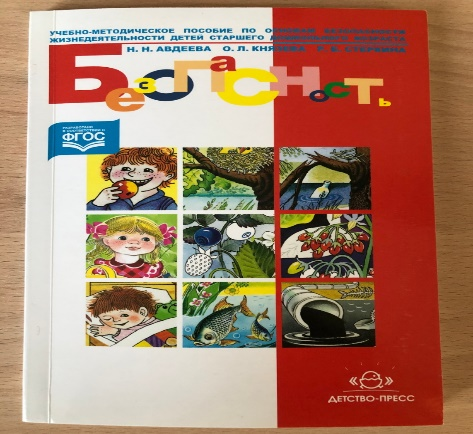 УЧЕБНО-МЕТОДИЧЕСКОЕ ПОСОБИЕ ПО ОСНОВАМ БЕЗОПАСНОСТИ
ЖИЗНЕДЕЯТЕЛЬНОСТИ ДЕТЕЙ СТАРШЕГО ДОШКОЛЬНОГО ВОЗРАСТА
Н. Н. АВДЕЕВА О. Л. КНЯЗЕВА Р. Б. СТЕРКИНА
БЕЗОПАСНОСТЬ
РАЗРАБОТАНО
В СООТВЕТСТВИИ С
ФГОС
ДЕТСТВО-ПРЕСС